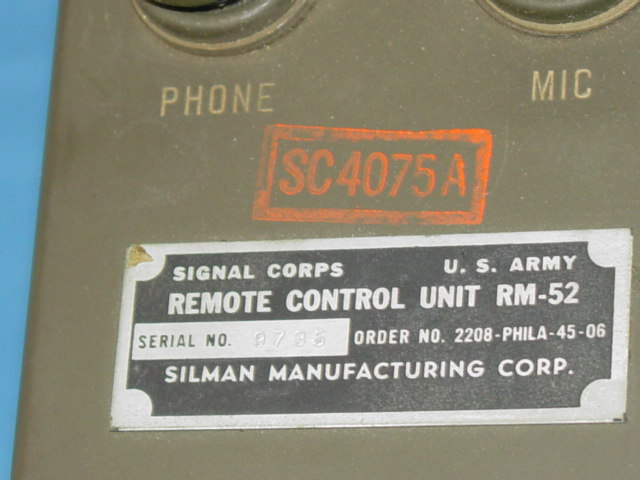 PHONE
MIC
SC4075A
SIGNAL CORPS U. S. ARMY
REMOTE CONTROL UNIT RM-52
SERIAL NO. 9795 ORDER NO. 2208-PHILA-45-06
SILMAN MANUFACTURING CORP.